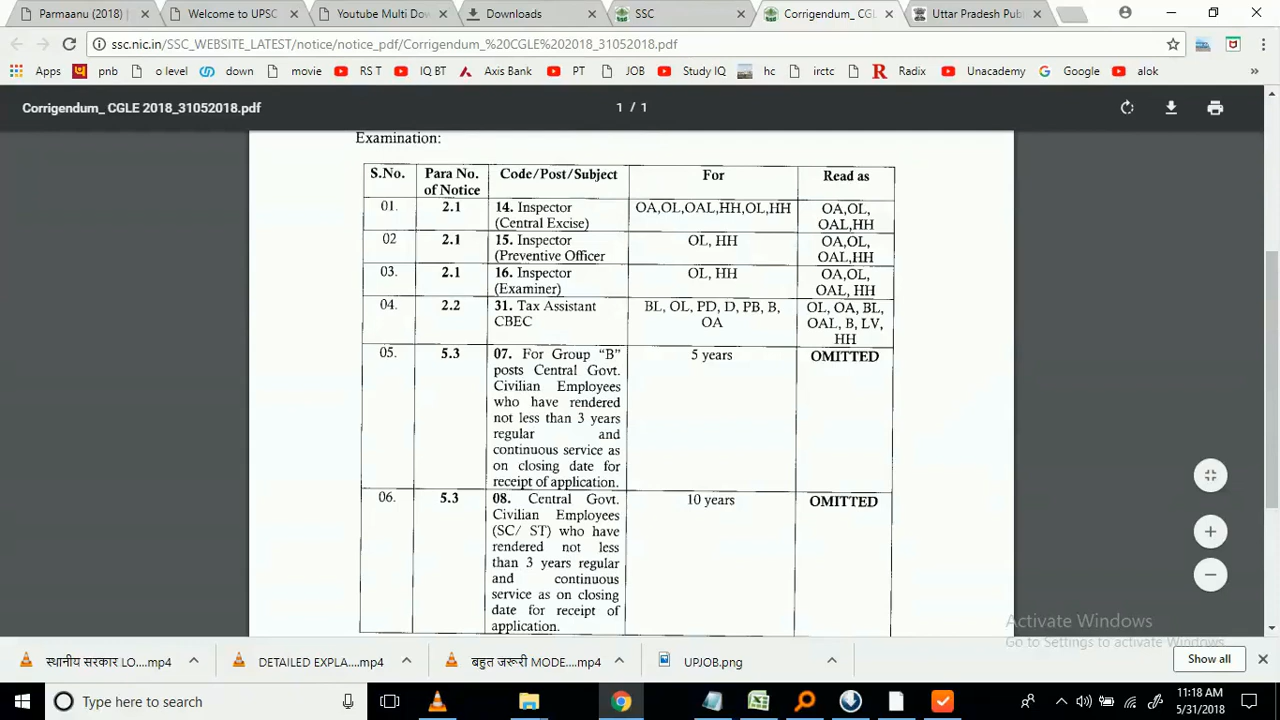 Parmaanu (2018) |
Welcome to UPSC
Youtube Multi Dow
Downloads
SSC
Corrigendum_ CGL
Uttar Pradesh Publ
ssc.nic.in/SSC_WEBSITE_LATEST/notice/notice_pdf/Corrigendum_%20CGLE%202018_31052018.pdf
Apps pnb o level down movie RS T IQ BT Axis Bank PT JOB Study IQ irctc Radix Unacademy Google alok »
Corrigendum_ CGLE 2018_31052018.pdf
1 / 1
Examination:
S.No.
Para No.
of Notice
Code/Post/Subject
For
Read as
01.
2.1
14. Inspector
(Central Excise)
OA,OL,OAL,HH,OL,HH
OA,OL,
OAL,HH
02
2.1
15. Inspector
(Preventive Officer
OL, HH
OA,OL,
OAL,HH
03.
2.1
16. Inspector
(Examiner)
OL, HH
OA,OL,
OAL, HH
04.
2.2
31. Tax Assistant
CBEC
BL, OL, PD, D, PB, B,
OA
OL, OA, BL,
OAL, B, LV,
HH
05.
5.3
07. For Group “B”
posts Central Govt.
Civilian Employees
who have rendered
not less than 3 years
regular and
continuous service as
on closing date for
receipt of application.
5 years
OMITTED
06.
5.3
08. Central Govt.
Civilian Employees
(SC/ ST) who have
rendered not less
than 3 years regular
and continuous
service as on closing
date for receipt of
application.
10 years
OMITTED
Activate Windows
Go to Settings to activate Windows.
स्थानीय सरकार LO....mp4
DETAILED EXPLA....mp4
बहुत जरूरी MODE....mp4
UPJOB.png
Show all
Type here to search
11:18 AM
5/31/2018